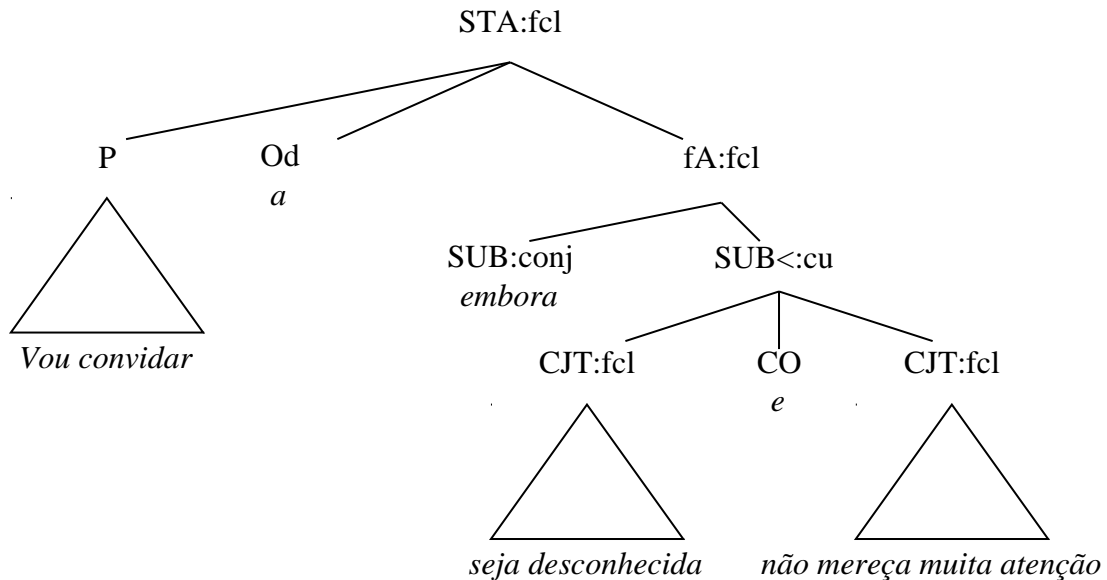 STA:fcl
P Od fA:fcl
a
SUB:conj SUB<:cu
embora
Vou convidar
CJT:fcl CO CJT:fcl
e
seja desconhecida não mereça muita atenção